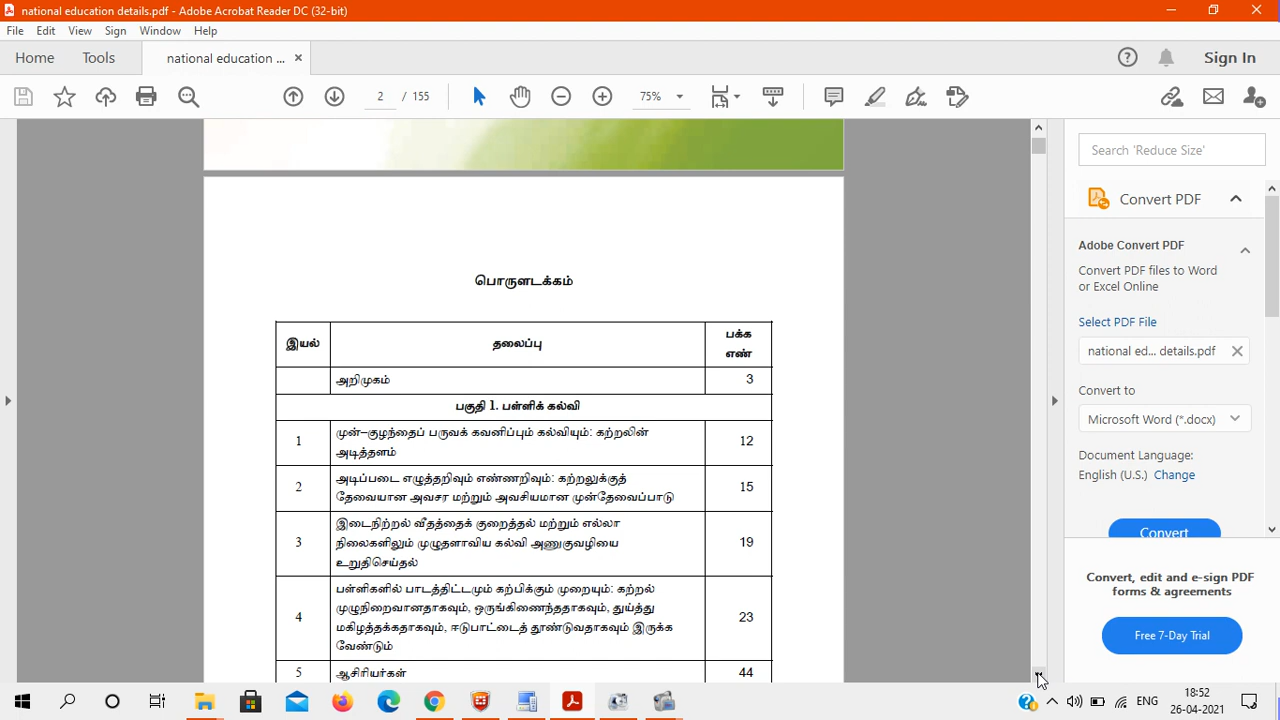 national education details.pdf - Adobe Acrobat Reader DC (32-bit)
File Edit View Sign Window Help
Home Tools national education ... × Sign In
2 / 155 75%
Search 'Reduce Size'
Convert PDF
Adobe Convert PDF
Convert PDF files to Word
or Excel Online
Select PDF File
national ed... details.pdf
Convert to
Microsoft Word (*.docx)
Document Language:
English (U.S.) Change
Convert
Convert, edit and e-sign PDF
forms & agreements
Free 7-Day Trial
பொருளடக்கம்
இயல் தலைப்பு பக்க
எண்
அறிமுகம் 3
பகுதி 1. பள்ளிக் கல்வி
1 முன்–குழந்தைப் பருவக் கவனிப்பும் கல்வியும்: கற்றலின்
அடித்தளம் 12
2 அடிப்படை எழுத்தறிவும் எண்ணறிவும்: கற்றலுக்குத்
தேவையான அவசர மற்றும் அவசியமான முன்தேவைப்பாடு 15
3 இடைநிற்றல் வீதத்தைக் குறைத்தல் மற்றும் எல்லா
நிலைகளிலும் முழுதளாவிய கல்வி அணுகுவழியை 19
உறுதிசெய்தல்
4 பள்ளிகளில் பாடத்திட்டமும் கற்பிக்கும் முறையும்: கற்றல்
முழுநிறைவானதாகவும், ஒருங்கிணைந்ததாகவும், துய்த்து 23
மகிழத்தக்கதாகவும், ஈடுபாட்டைத் தூண்டுவதாகவும் இருக்க
வேண்டும்
5 ஆசிரியர்கள் 44
ENG 18:52
26-04-2021